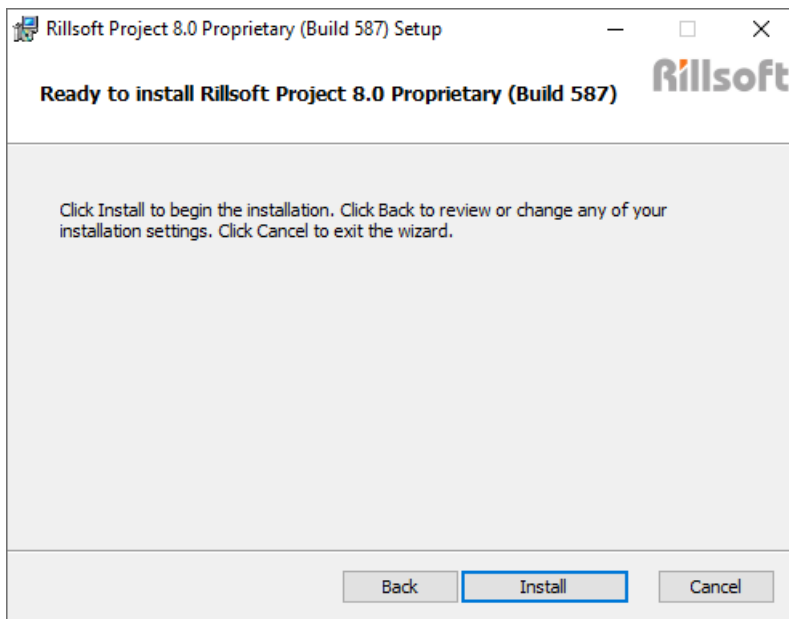 Rillsoft Project 8.0 Proprietary (Build 587) Setup
Rillsoft
Ready to install Rillsoft Project 8.0 Proprietary (Build 587)
Click Install to begin the installation. Click Back to review or change any of your
installation settings. Click Cancel to exit the wizard.
Back Install Cancel